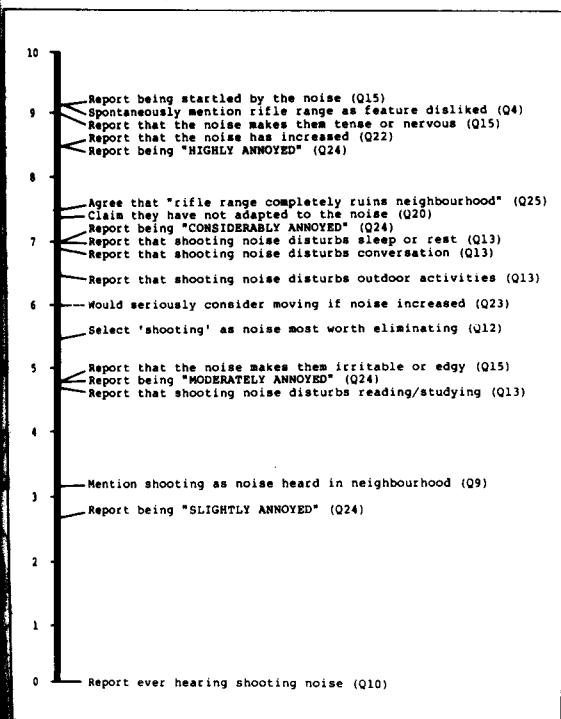 10
Report being startled by the noise (Q15)
9
Spontaneously mention rifle range as feature disliked (Q4)
Report that the noise makes them tense or nervous (Q15)
Report that the noise has increased (Q22)
Report being "HIGHLY ANNOYED" (Q24)
8
Agree that "rifle range completely ruins neighbourhood" (Q25)
Claim they have not adapted to the noise (Q20)
Report being "CONSIDERABLY ANNOYED" (Q24)
7
Report that shooting noise disturbs sleep or rest (Q13)
Report that shooting noise disturbs conversation (Q13)
Report that shooting noise disturbs outdoor activities (Q13)
6
Would seriously consider moving if noise increased (Q23)
Select 'shooting' as noise most worth eliminating (Q12)
5
Report that the noise makes them irritable or edgy (Q15)
Report being "MODERATELY ANNOYED" (Q24)
Report that shooting noise disturbs reading/studying (Q13)
4
Mention shooting as noise heard in neighbourhood (Q9)
3
Report being "SLIGHTLY ANNOYED" (Q24)
2
1
0
Report ever hearing shooting noise (Q10)